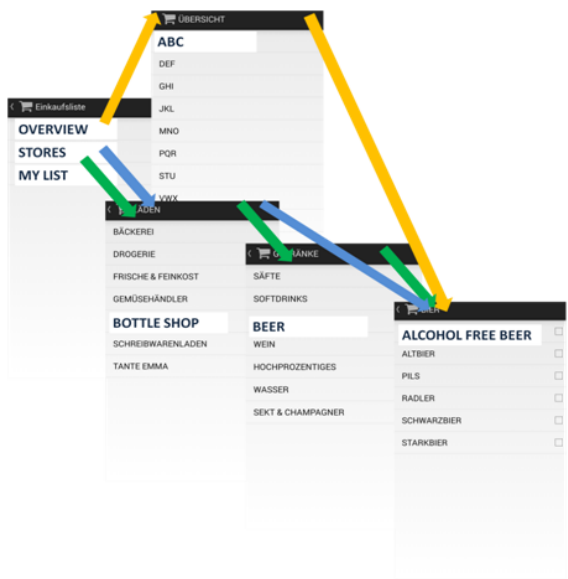 ÜBERSICHT
ABC
DEF
GHI
JKL
MNO
PQR
STU
VWX
Einkaufsliste
OVERVIEW
STORES
MY LIST
LÄDEN
BÄCKEREI
DROGERIE
FRISCHE & FEINKOST
GEMÜSEHÄNDLER
BOTTLE SHOP
SCHREIBWARENLADEN
TANTE EMMA
GETRÄNKE
SÄFTE
SOFTDRINKS
BEER
WEIN
HOCHPROZENTIGES
WASSER
SEKT & CHAMPAGNER
BIER
ALCOHOL FREE BEER
ALTBIER
PILS
RADLER
SCHWARZBIER
STARKBIER